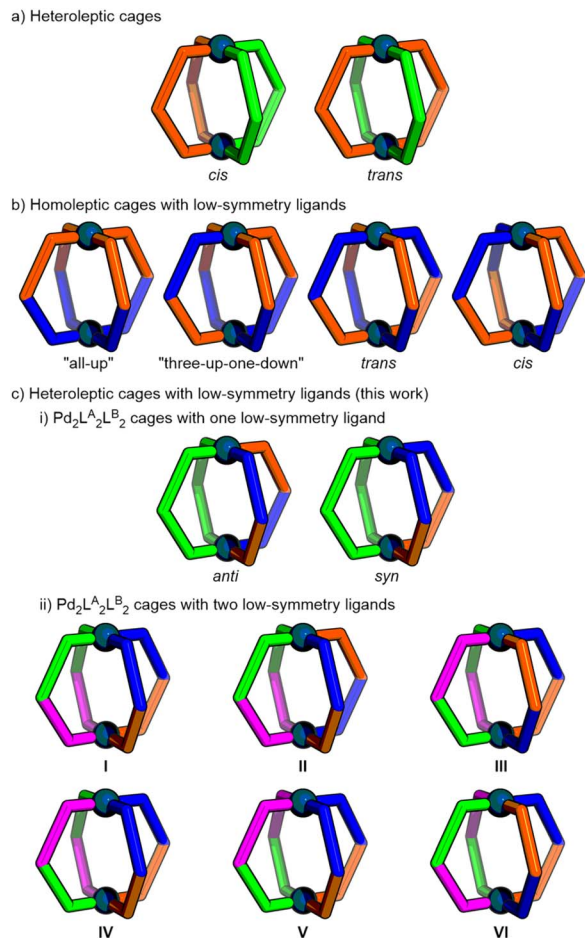 a) Heteroleptic cages
cis trans
b) Homoleptic cages with low-symmetry ligands
"all-up" "three-up-one-down" trans cis
c) Heteroleptic cages with low-symmetry ligands (this work)
i) Pd₂Lᴬ₂Lᴮ₂ cages with one low-symmetry ligand
anti syn
ii) Pd₂Lᴬ₂Lᴮ₂ cages with two low-symmetry ligands
I II III
IV V VI